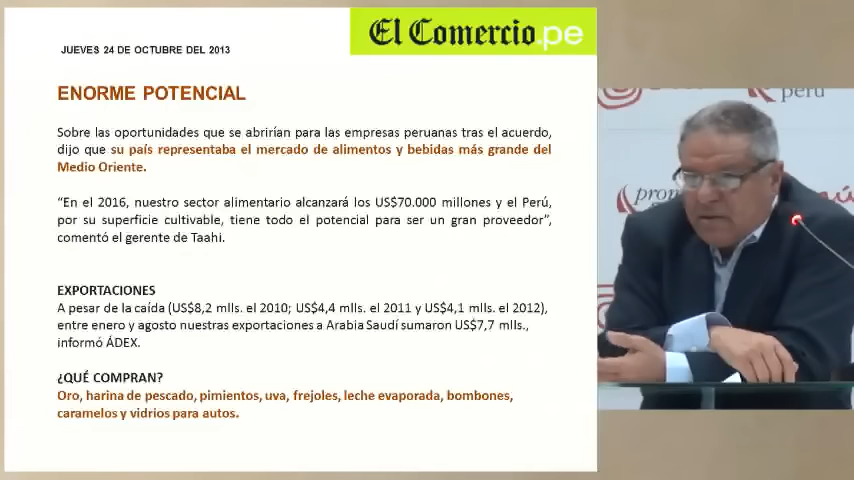 El Comercio.pe
JUEVES 24 DE OCTUBRE DEL 2013
ENORME POTENCIAL
Sobre las oportunidades que se abrirían para las empresas peruanas tras el acuerdo,
dijo que su país representaba el mercado de alimentos y bebidas más grande del
Medio Oriente.
“En el 2016, nuestro sector alimentario alcanzará los US$70.000 millones y el Perú,
por su superficie cultivable, tiene todo el potencial para ser un gran proveedor”,
comentó el gerente de Taahi.
EXPORTACIONES
A pesar de la caída (US$8,2 mlls. el 2010; US$4,4 mlls. el 2011 y US$4,1 mlls. el 2012),
entre enero y agosto nuestras exportaciones a Arabia Saudí sumaron US$7,7 mlls.,
informó ÁDEX.
¿QUÉ COMPRAN?
Oro, harina de pescado, pimientos, uva, frejoles, leche evaporada, bombones,
caramelos y vidrios para autos.
perú
prom